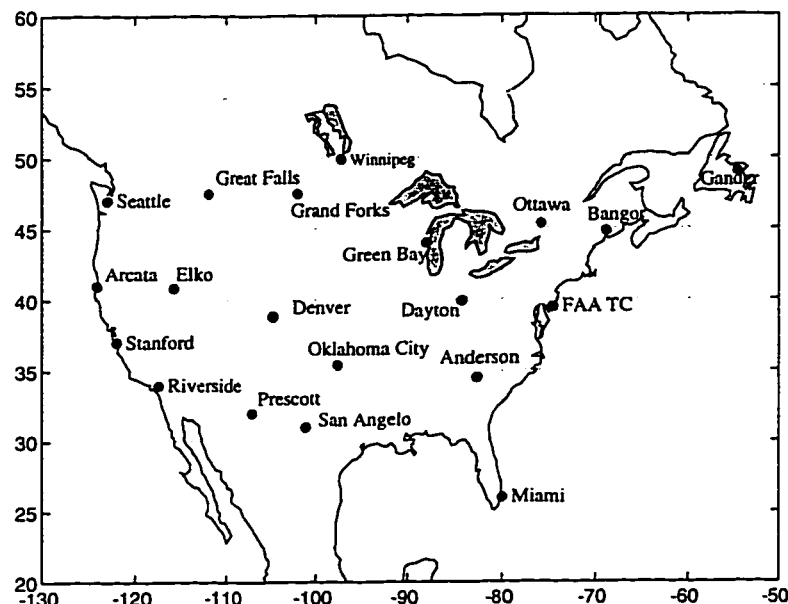 60
55
50
45
40
35
30
25
20
Winnipeg
Great Falls
Gander
Seattle
Grand Forks
Ottawa
Bangor
Green Bay
Arcata
Elko
Denver
Dayton
FAA TC
Stanford
Oklahoma City
Anderson
Riverside
Prescott
San Angelo
Miami
-130
-120
-110
-100
-90
-80
-70
-60
-50